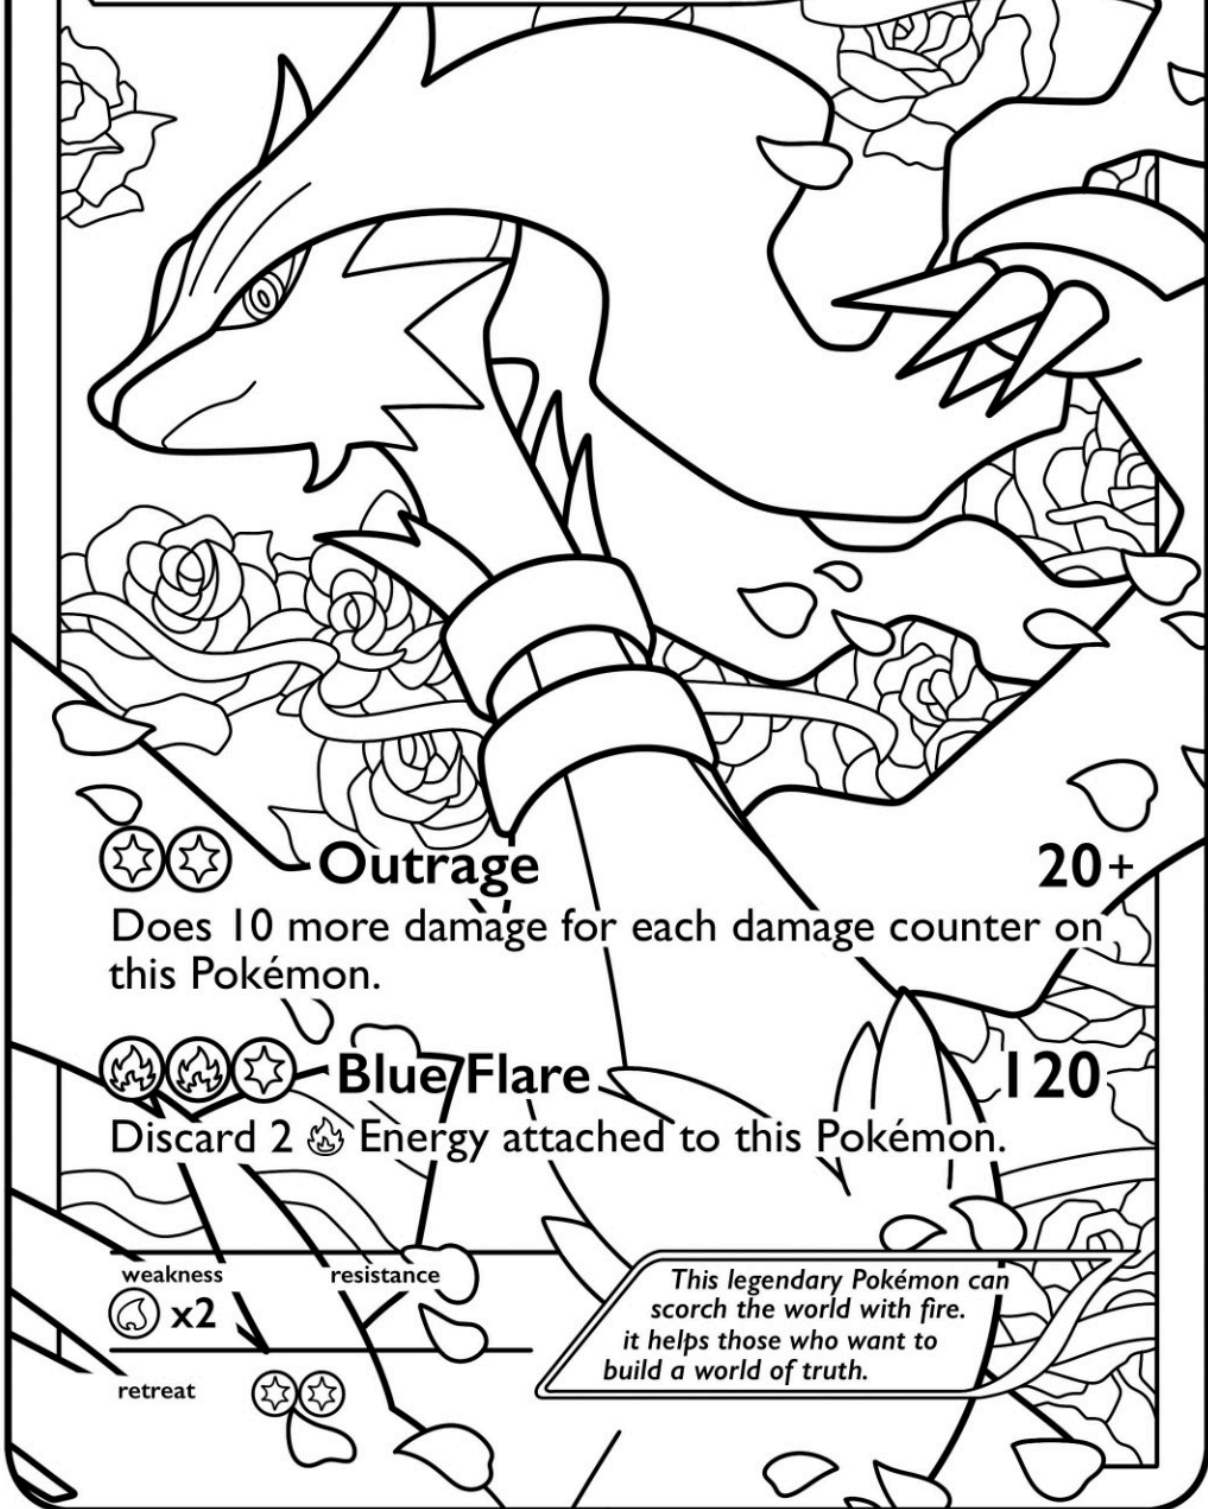 Outrage 20+
Does 10 more damage for each damage counter on
this Pokémon.
Blue Flare 120
Discard 2 Energy attached to this Pokémon.
weakness resistance
x2
This legendary Pokémon can
scorch the world with fire.
it helps those who want to
build a world of truth.
retreat